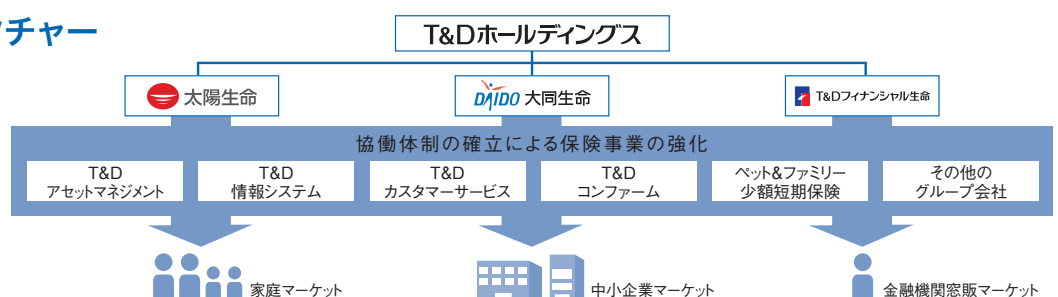 チャー
T&Dホールディングス
太陽生命
DAIDO 大同生命
T&Dフィナンシャル生命
協働体制の確立による保険事業の強化
T&D
アセットマネジメント
T&D
情報システム
T&D
カスタマーサービス
T&D
コンファーム
ペット&ファミリー
少額短期保険
その他の
グループ会社
家庭マーケット
中小企業マーケット
金融機関窓販マーケット